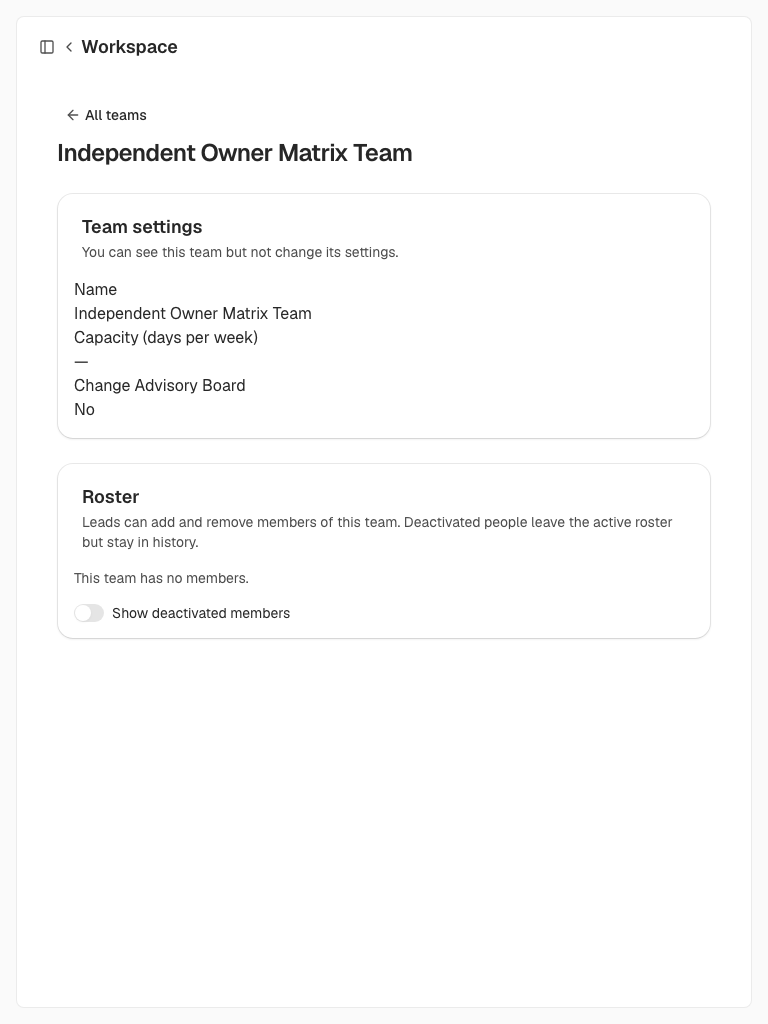 Workspace
All teams
Independent Owner Matrix Team
Team settings
You can see this team but not change its settings.
Name
Independent Owner Matrix Team
Capacity (days per week)
—
Change Advisory Board
No
Roster
Leads can add and remove members of this team. Deactivated people leave the active roster
but stay in history.
This team has no members.
Show deactivated members